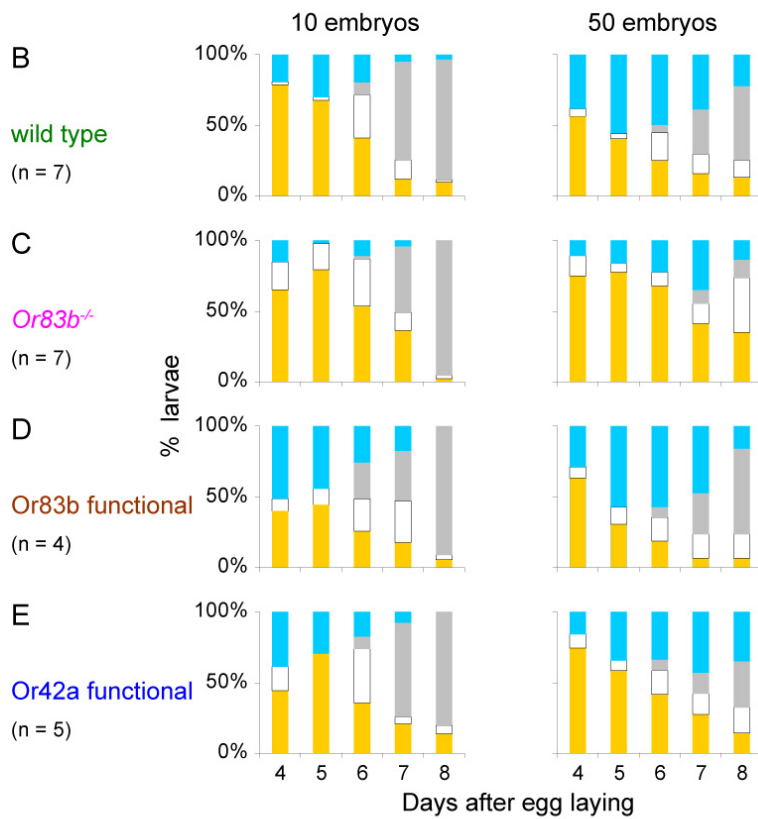 10 embryos
50 embryos
B
wild type
(n = 7)
100%
50%
0%
100%
50%
0%
C
Or83b-/-
(n = 7)
100%
50%
0%
100%
50%
0%
% larvae
D
Or83b functional
(n = 4)
100%
50%
0%
100%
50%
0%
E
Or42a functional
(n = 5)
100%
50%
0%
100%
50%
0%
4 5 6 7 8
4 5 6 7 8
Days after egg laying